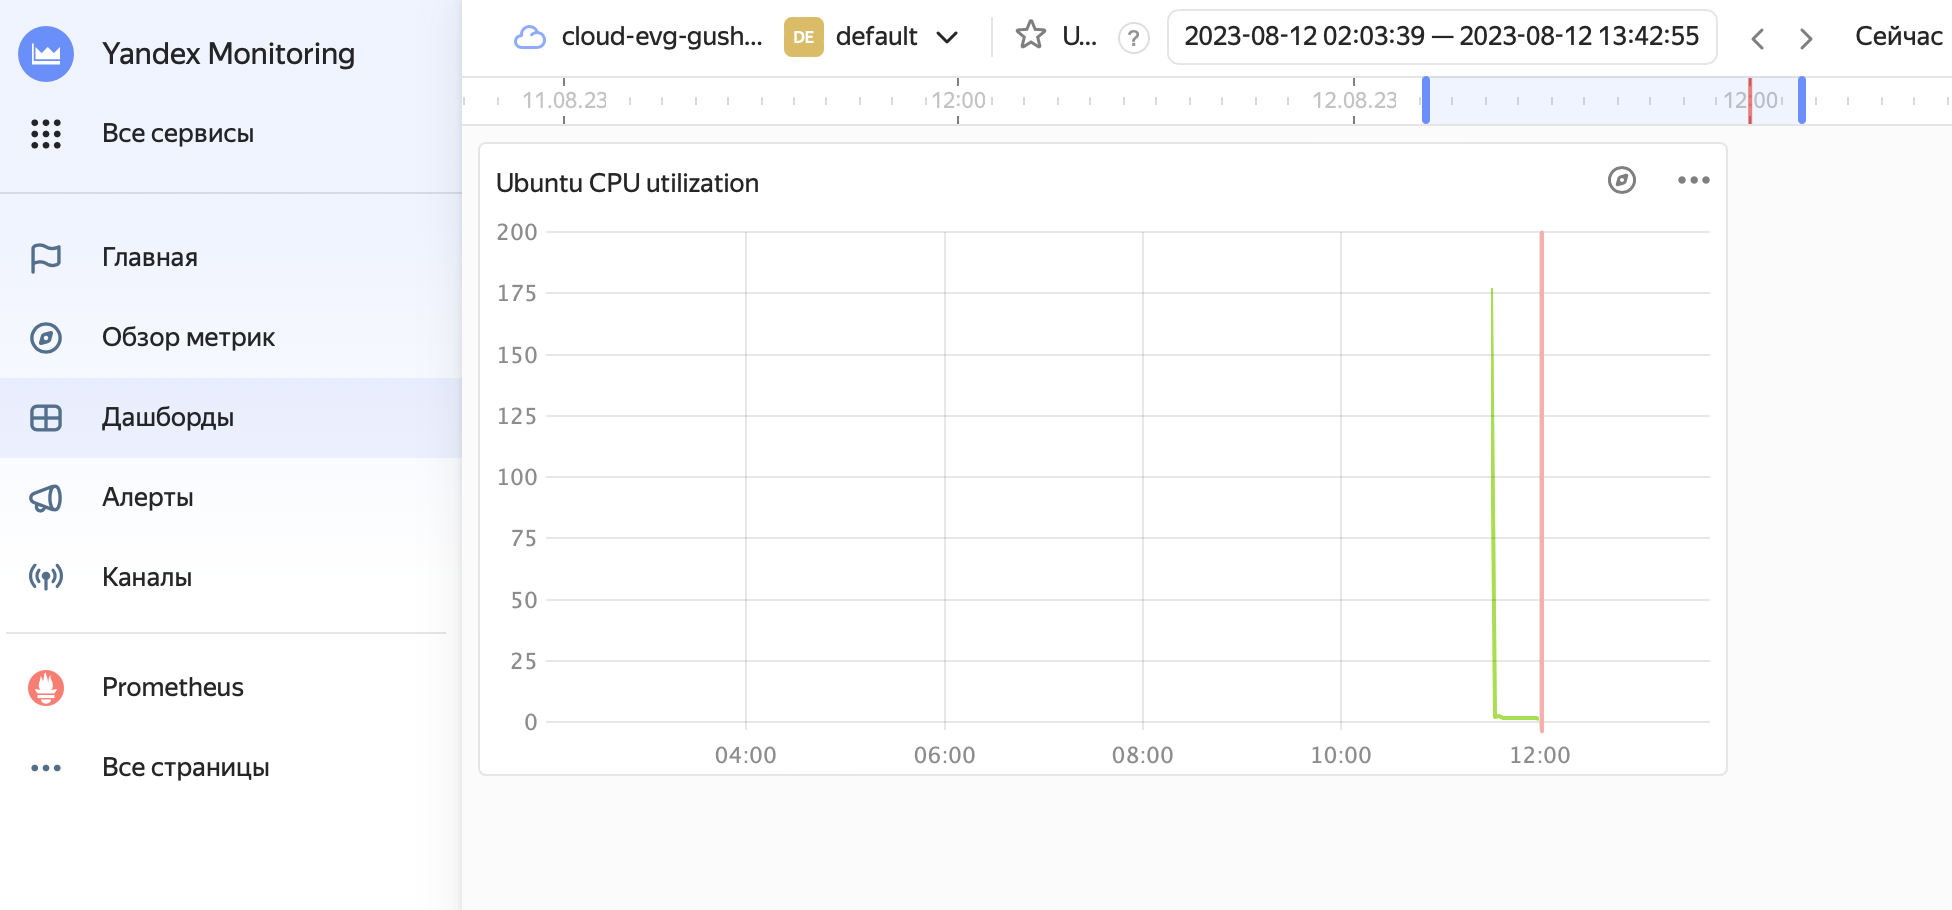 Yandex Monitoring
Все сервисы
Главная
Обзор метрик
Дашборды
Алерты
Каналы
Prometheus
Все страницы
cloud-evg-gush... DE default U... ? 2023-08-12 02:03:39 — 2023-08-12 13:42:55 Сейчас
11.08.23 12:00 12.08.23 12:00
Ubuntu CPU utilization
200
175
150
125
100
75
50
25
0
04:00 06:00 08:00 10:00 12:00